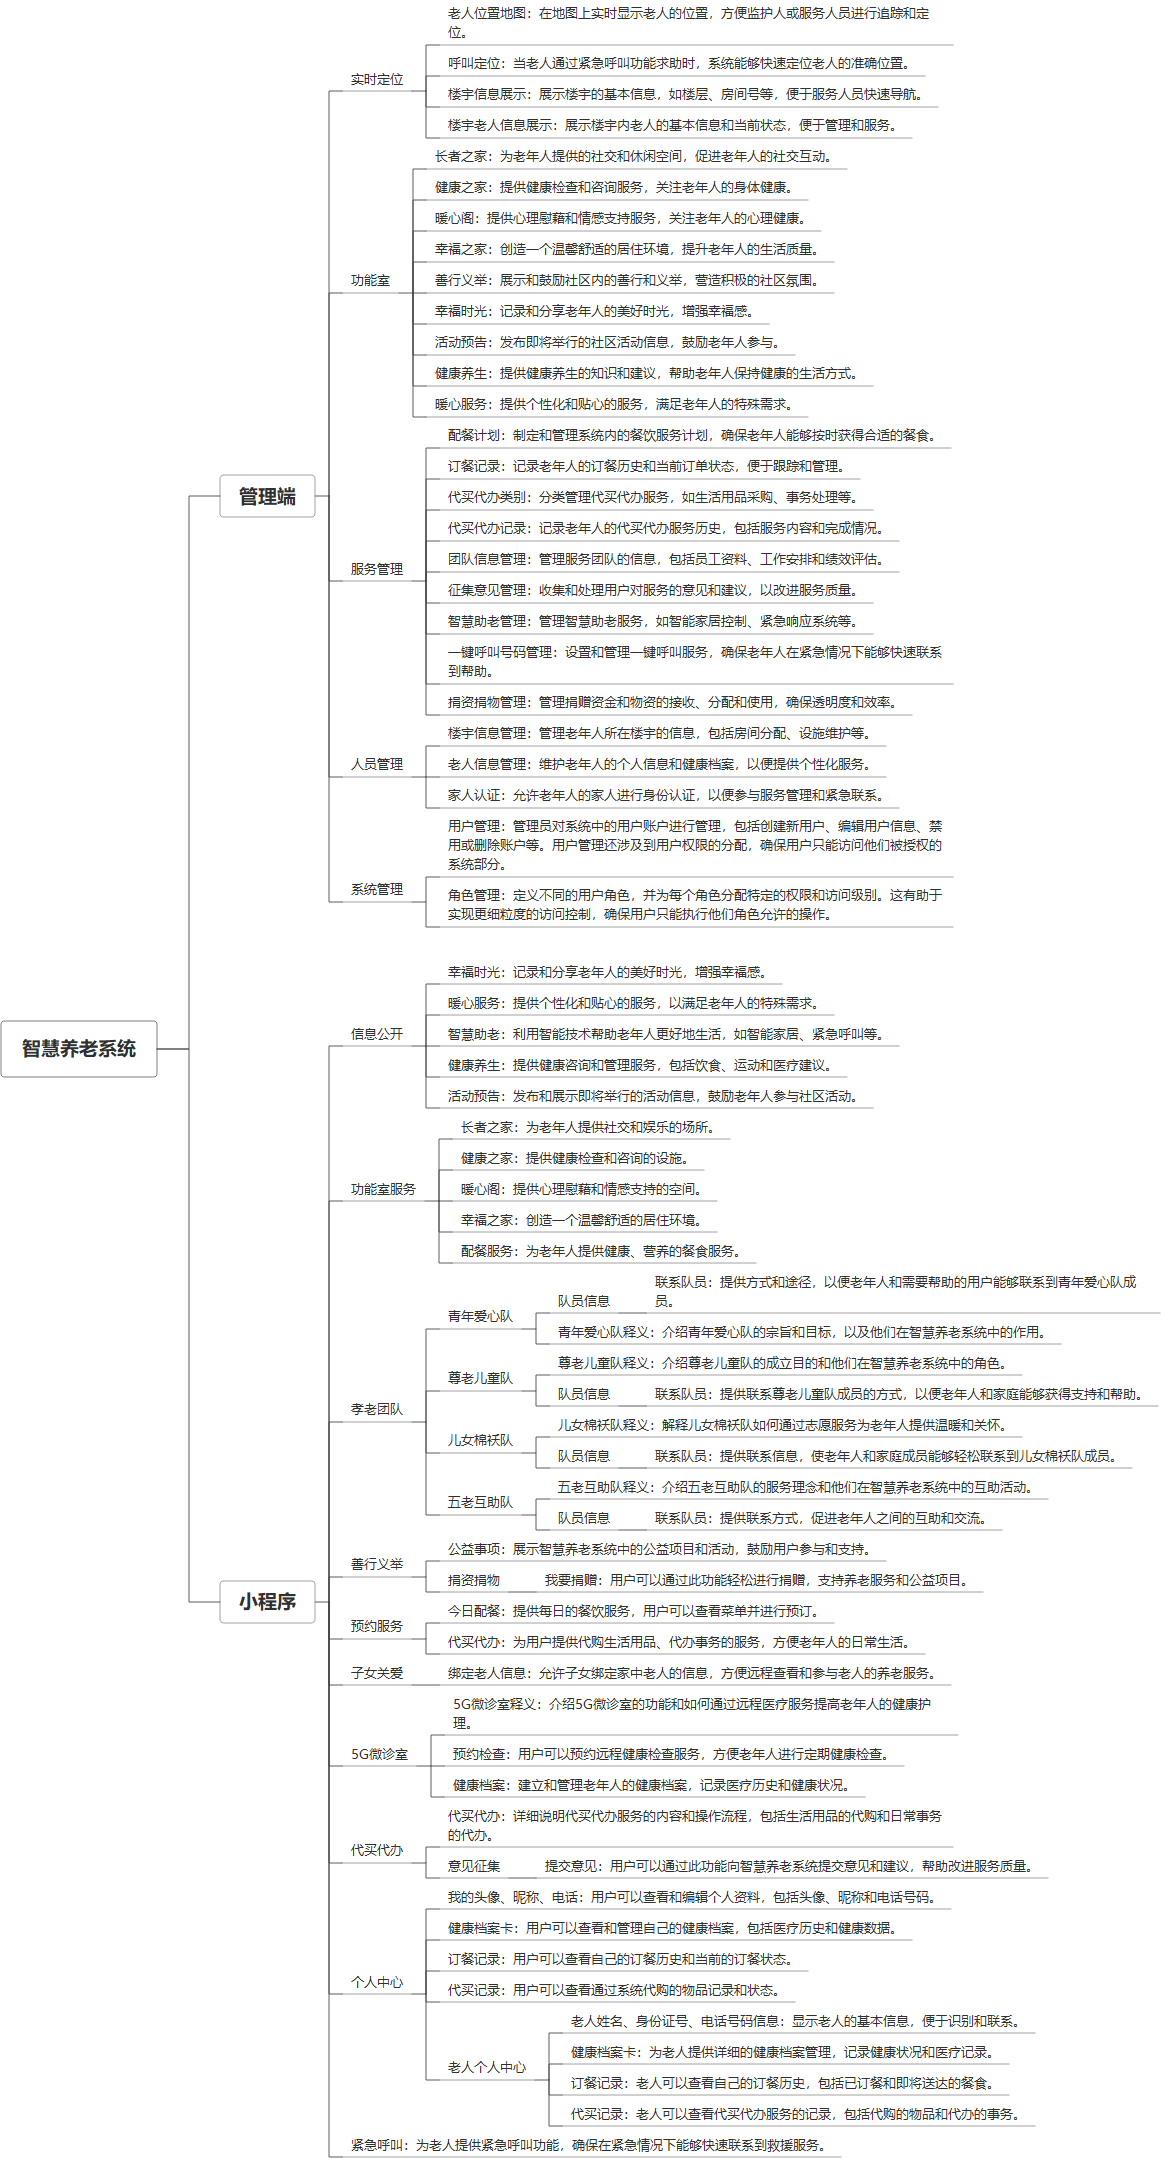 智慧养老系统
管理端
实时定位
老人位置地图：在地图上实时显示老人的位置，方便监护人或服务人员进行追踪和定
位。
呼叫定位：当老人通过紧急呼叫功能求助时，系统能够快速定位老人的准确位置。
楼宇信息展示：展示楼宇的基本信息，如楼层、房间号等，便于服务人员快速导航。
楼宇老人信息展示：展示楼宇内老人的基本信息和当前状态，便于管理和服务。
功能室
长者之家：为老年人提供的社交和休闲空间，促进老年人的社交互动。
健康之家：提供健康检查和咨询服务，关注老年人的身体健康。
暖心阁：提供心理慰藉和情感支持服务，关注老年人的心理健康。
幸福之家：创造一个温馨舒适的居住环境，提升老年人的生活质量。
善行义举：展示和鼓励社区内的善行和义举，营造积极的社区氛围。
幸福时光：记录和分享老年人的美好时光，增强幸福感。
活动预告：发布即将举行的社区活动信息，鼓励老年人参与。
健康养生：提供健康养生的知识和建议，帮助老年人保持健康的生活方式。
暖心服务：提供个性化和贴心的服务，满足老年人的特殊需求。
服务管理
配餐计划：制定和管理系统内的餐饮服务计划，确保老年人能够按时获得合适的餐食。
订餐记录：记录老年人的订餐历史和当前订单状态，便于跟踪和管理。
代买代办类别：分类管理代买代办服务，如生活用品采购、事务处理等。
代买代办记录：记录老年人的代买代办服务历史，包括服务内容和完成情况。
团队信息管理：管理服务团队的信息，包括员工资料、工作安排和绩效评估。
征集意见管理：收集和处理用户对服务的意见和建议，以改进服务质量。
智慧助老管理：管理智慧助老服务，如智能家居控制、紧急响应系统等。
一键呼叫号码管理：设置和管理一键呼叫服务，确保老年人在紧急情况下能够快速联系
到帮助。
捐资捐物管理：管理捐赠资金和物资的接收、分配和使用，确保透明度和效率。
人员管理
楼宇信息管理：管理老年人所在楼宇的信息，包括房间分配、设施维护等。
老人信息管理：维护老年人的个人信息和健康档案，以便提供个性化服务。
家人认证：允许老年人的家人进行身份认证，以便参与服务管理和紧急联系。
系统管理
用户管理：管理员对系统中的用户账户进行管理，包括创建新用户、编辑用户信息、禁
用或删除账户等。用户管理还涉及到用户权限的分配，确保用户只能访问他们被授权的
系统部分。
角色管理：定义不同的用户角色，并为每个角色分配特定的权限和访问级别。这有助于
实现更细粒度的访问控制，确保用户只能执行他们角色允许的操作。
小程序
信息公开
幸福时光：记录和分享老年人的美好时光，增强幸福感。
暖心服务：提供个性化和贴心的服务，以满足老年人的特殊需求。
智慧助老：利用智能技术帮助老年人更好地生活，如智能家居、紧急呼叫等。
健康养生：提供健康咨询和管理服务，包括饮食、运动和医疗建议。
活动预告：发布和展示即将举行的活动信息，鼓励老年人参与社区活动。
功能室服务
长者之家：为老年人提供社交和娱乐的场所。
健康之家：提供健康检查和咨询的设施。
暖心阁：提供心理慰藉和情感支持的空间。
幸福之家：创造一个温馨舒适的居住环境。
配餐服务：为老年人提供健康、营养的餐食服务。
孝老团队
青年爱心队
队员信息
联系队员：提供方式和途径，以便老年人和需要帮助的用户能够联系到青年爱心队成
员。
青年爱心队释义：介绍青年爱心队的宗旨和目标，以及他们在智慧养老系统中的作用。
尊老儿童队
尊老儿童队释义：介绍尊老儿童队的成立目的和他们在智慧养老系统中的角色。
队员信息
联系队员：提供联系尊老儿童队成员的方式，以便老年人和家庭能够获得支持和帮助。
儿女棉袄队
儿女棉袄队释义：解释儿女棉袄队如何通过志愿服务为老年人提供温暖和关怀。
队员信息
联系队员：提供联系信息，使老年人和家庭成员能够轻松联系到儿女棉袄队成员。
五老互助队
五老互助队释义：介绍五老互助队的服务理念和他们在智慧养老系统中的互助活动。
队员信息
联系队员：提供联系方式，促进老年人之间的互助和交流。
善行义举
公益事项：展示智慧养老系统中的公益项目和活动，鼓励用户参与和支持。
捐资捐物
我要捐赠：用户可以通过此功能轻松进行捐赠，支持养老服务和公益项目。
预约服务
今日配餐：提供每日的餐饮服务，用户可以查看菜单并进行预订。
代买代办：为用户提供代购生活用品、代办事务的服务，方便老年人的日常生活。
子女关爱
绑定老人信息：允许子女绑定家中老人的信息，方便远程查看和参与老人的养老服务。
5G微诊室
5G微诊室释义：介绍5G微诊室的功能和如何通过远程医疗服务提高老年人的健康护
理。
预约检查：用户可以预约远程健康检查服务，方便老年人进行定期健康检查。
健康档案：建立和管理老年人的健康档案，记录医疗历史和健康状况。
代买代办
代买代办：详细说明代买代办服务的内容和操作流程，包括生活用品的代购和日常事务
的代办。
意见征集
提交意见：用户可以通过此功能向智慧养老系统提交意见和建议，帮助改进服务质量。
个人中心
我的头像、昵称、电话：用户可以查看和编辑个人资料，包括头像、昵称和电话号码。
健康档案卡：用户可以查看和管理自己的健康档案，包括医疗历史和健康数据。
订餐记录：用户可以查看自己的订餐历史和当前的订餐状态。
代买记录：用户可以查看通过系统代购的物品记录和状态。
老人个人中心
老人姓名、身份证号、电话号码信息：显示老人的基本信息，便于识别和联系。
健康档案卡：为老人提供详细的健康档案管理，记录健康状况和医疗记录。
订餐记录：老人可以查看自己的订餐历史，包括已订餐和即将送达的餐食。
代买记录：老人可以查看代买代办服务的记录，包括代购的物品和代办的事务。
紧急呼叫：为老人提供紧急呼叫功能，确保在紧急情况下能够快速联系到救援服务。